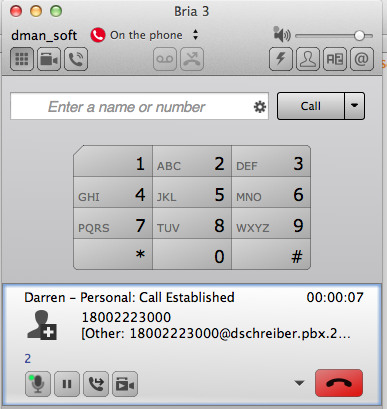 Bria 3
dman_soft On the phone
Enter a name or number Call
1 ABC 2 DEF 3
GHI 4 JKL 5 MNO 6
PQRS 7 TUV 8 WXYZ 9
* 0 #
Darren – Personal: Call Established 00:00:07
18002223000
[Other: 18002223000@dschreiber.pbx.2...
2